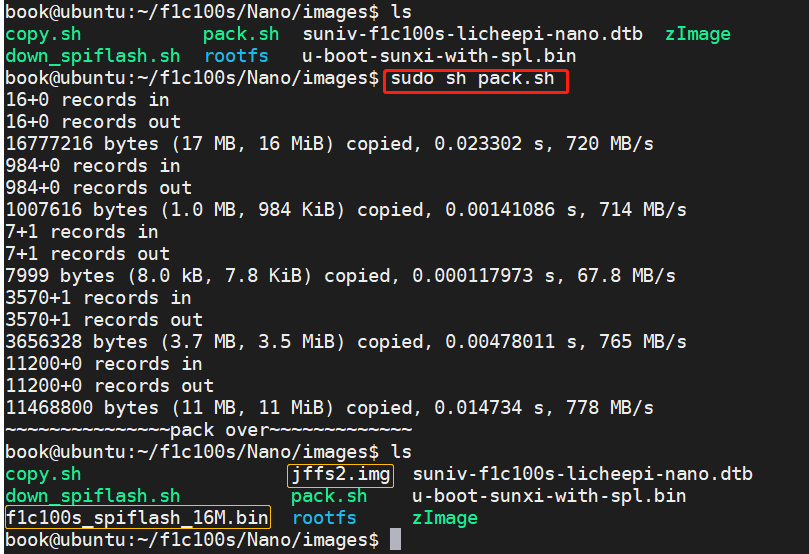 book@ubuntu:~/f1c100s/Nano/images$ ls
copy.sh pack.sh suniv-f1c100s-licheepi-nano.dtb zImage
down_spiflash.sh rootfs u-boot-sunxi-with-spl.bin
book@ubuntu:~/f1c100s/Nano/images$ sudo sh pack.sh
16+0 records in
16+0 records out
16777216 bytes (17 MB, 16 MiB) copied, 0.023302 s, 720 MB/s
984+0 records in
984+0 records out
1007616 bytes (1.0 MB, 984 KiB) copied, 0.00141086 s, 714 MB/s
7+1 records in
7+1 records out
7999 bytes (8.0 kB, 7.8 KiB) copied, 0.000117973 s, 67.8 MB/s
3570+1 records in
3570+1 records out
3656328 bytes (3.7 MB, 3.5 MiB) copied, 0.00478011 s, 765 MB/s
11200+0 records in
11200+0 records out
11468800 bytes (11 MB, 11 MiB) copied, 0.014734 s, 778 MB/s
~~~~~~~~~~~~~~~pack over~~~~~~~~~~~~~
book@ubuntu:~/f1c100s/Nano/images$ ls
copy.sh jffs2.img suniv-f1c100s-licheepi-nano.dtb
down_spiflash.sh pack.sh u-boot-sunxi-with-spl.bin
f1c100s_spiflash_16M.bin rootfs zImage
book@ubuntu:~/f1c100s/Nano/images$